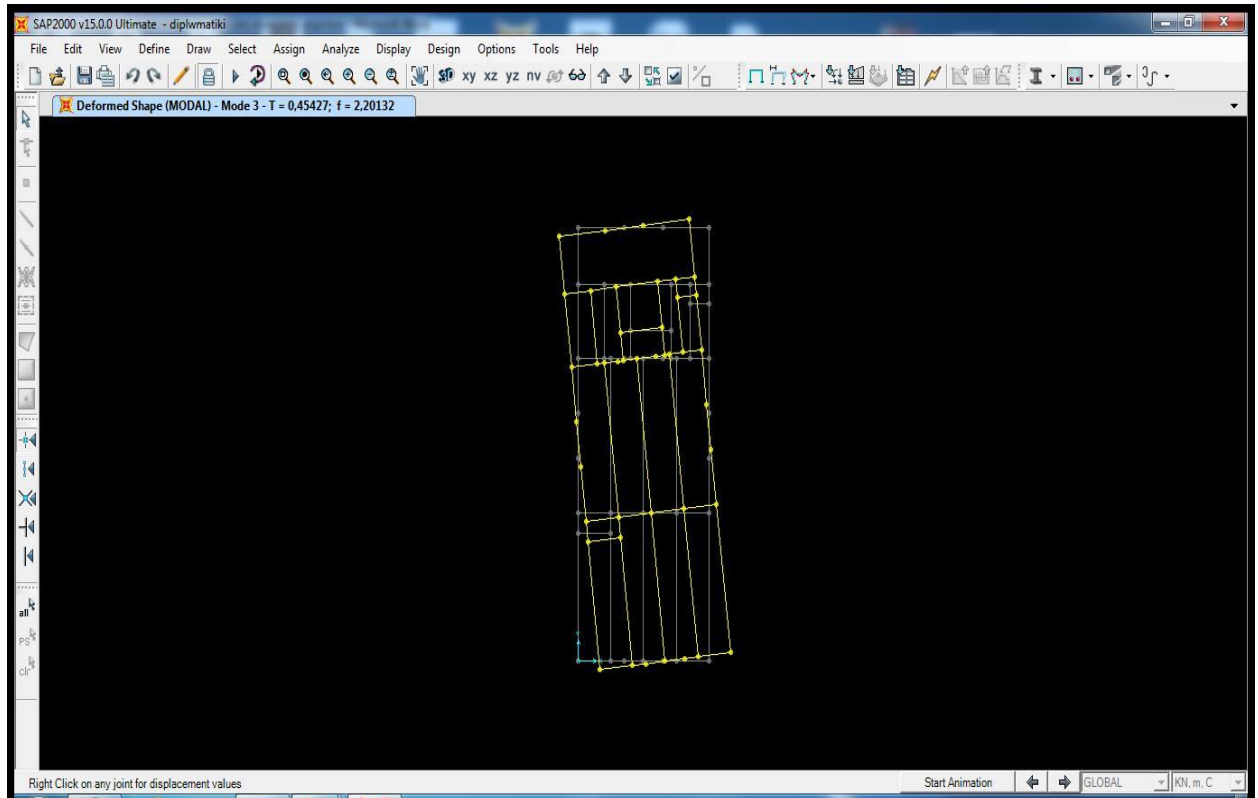 SAP2000 v15.0.0 Ultimate - diplwmatiki
File Edit View Define Draw Select Assign Analyze Display Design Options Tools Help
xy xz yz nv
Deformed Shape (MODAL) - Mode 3 - T = 0,45427; f = 2,20132
all
PS
clr
Y
Right Click on any joint for displacement values
Start Animation
GLOBAL
KN, m, C